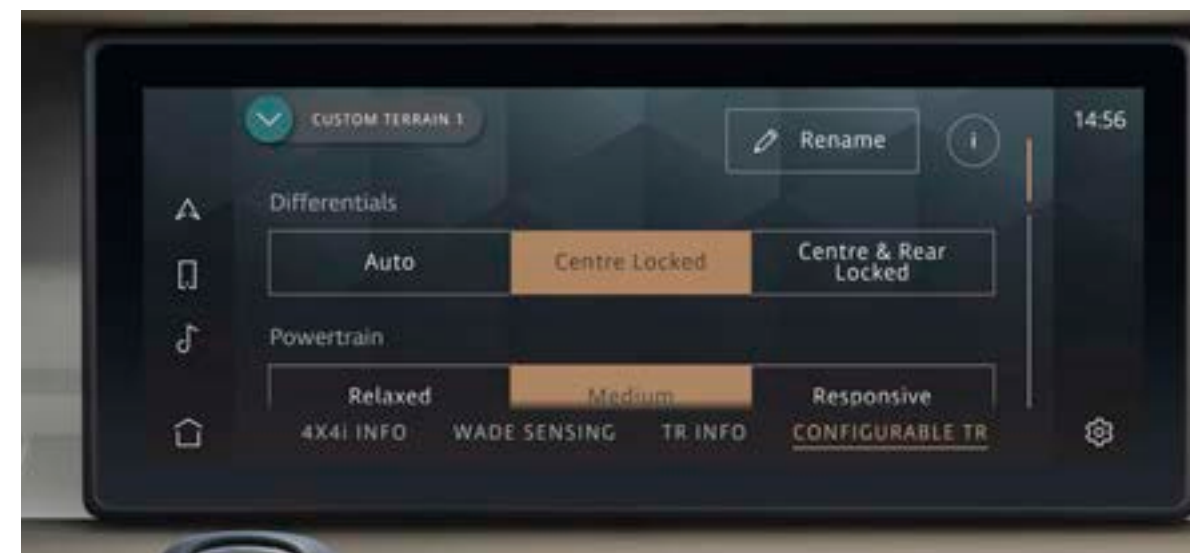 CUSTOM TERRAIN 1
Rename
i
14:56
Differentials
Auto
Centre Locked
Centre & Rear
Locked
Powertrain
Relaxed
Medium
Responsive
4X4i INFO
WADE SENSING
TR INFO
CONFIGURABLE TR